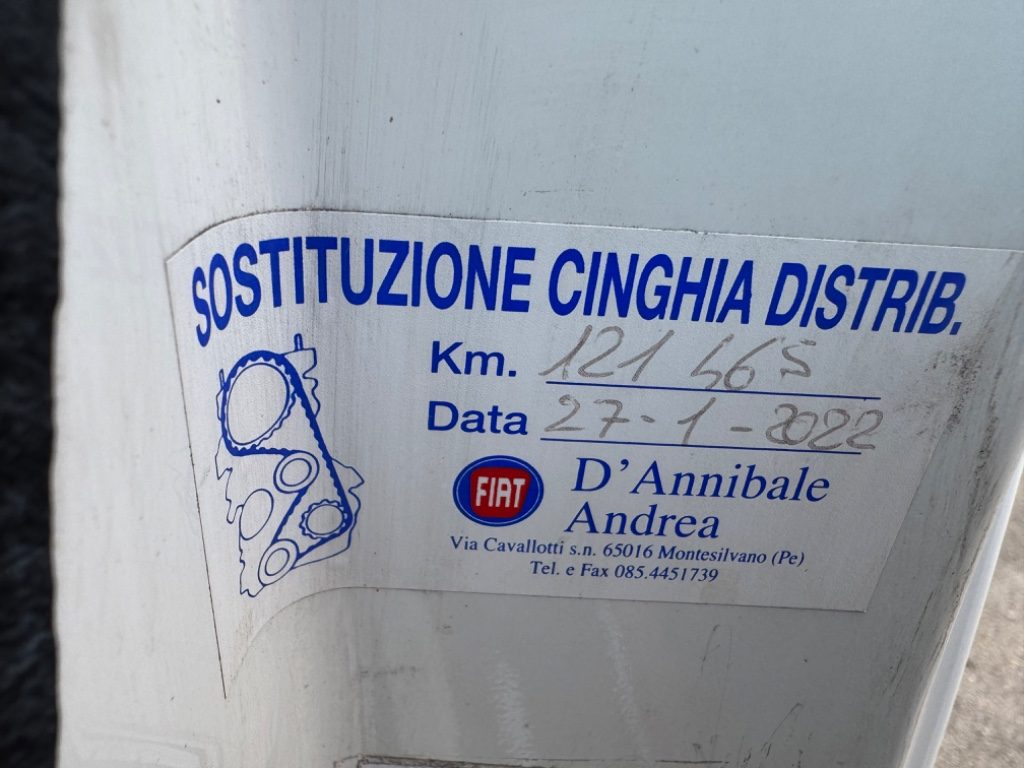 SOSTITUZIONE CINGHIA DISTRIB.
Km. 121 465
Data 27-1-2022
FIAT
D'Annibale
Andrea
Via Cavallotti s.n. 65016 Montesilvano (Pe)
Tel. e Fax 085.4451739